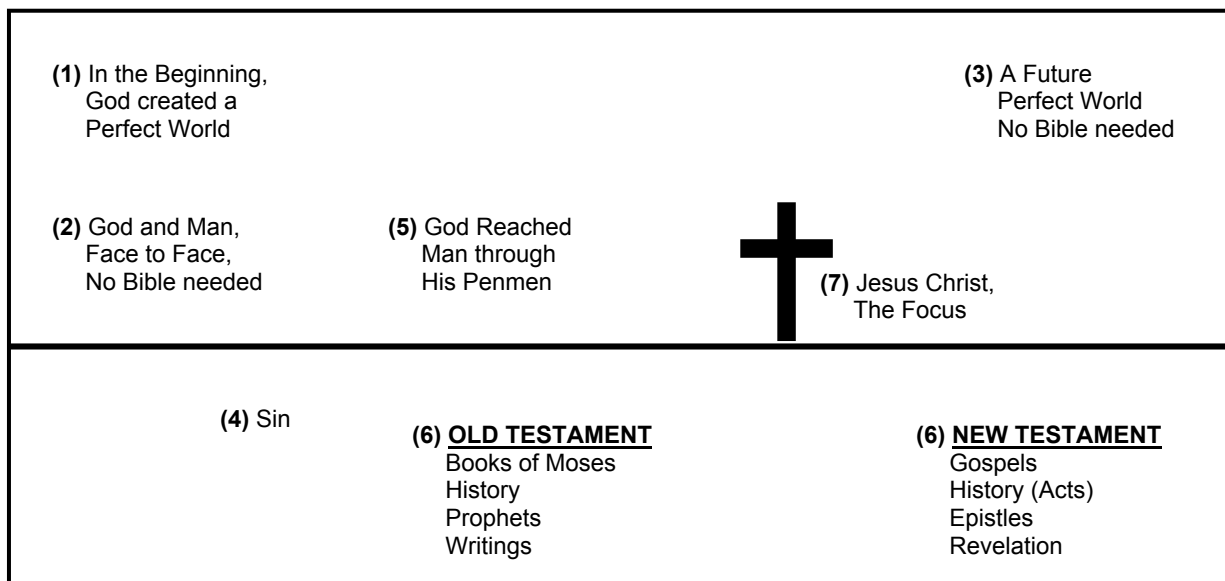 (1) In the Beginning,
God created a
Perfect World
(3) A Future
Perfect World
No Bible needed
(2) God and Man,
Face to Face,
No Bible needed
(5) God Reached
Man through
His Penmen
(7) Jesus Christ,
The Focus
(4) Sin
(6) OLD TESTAMENT
Books of Moses
History
Prophets
Writings
(6) NEW TESTAMENT
Gospels
History (Acts)
Epistles
Revelation